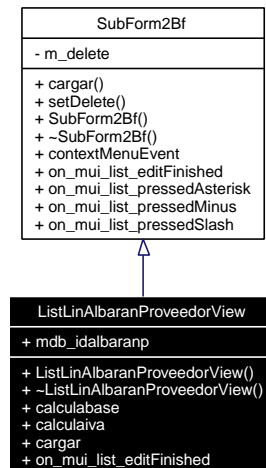 SubForm2Bf
- m_delete
+ cargar()
+ setDelete()
+ SubForm2Bf()
+ ~SubForm2Bf()
+ contextMenuEvent
+ on_mui_list_editFinished
+ on_mui_list_pressedAsterisk
+ on_mui_list_pressedMinus
+ on_mui_list_pressedSlash
ListLinAlbaranProveedorView
+ mdb_idalbaranp
+ ListLinAlbaranProveedorView()
+ ~ListLinAlbaranProveedorView()
+ calculabase
+ calculaiva
+ cargar
+ on_mui_list_editFinished